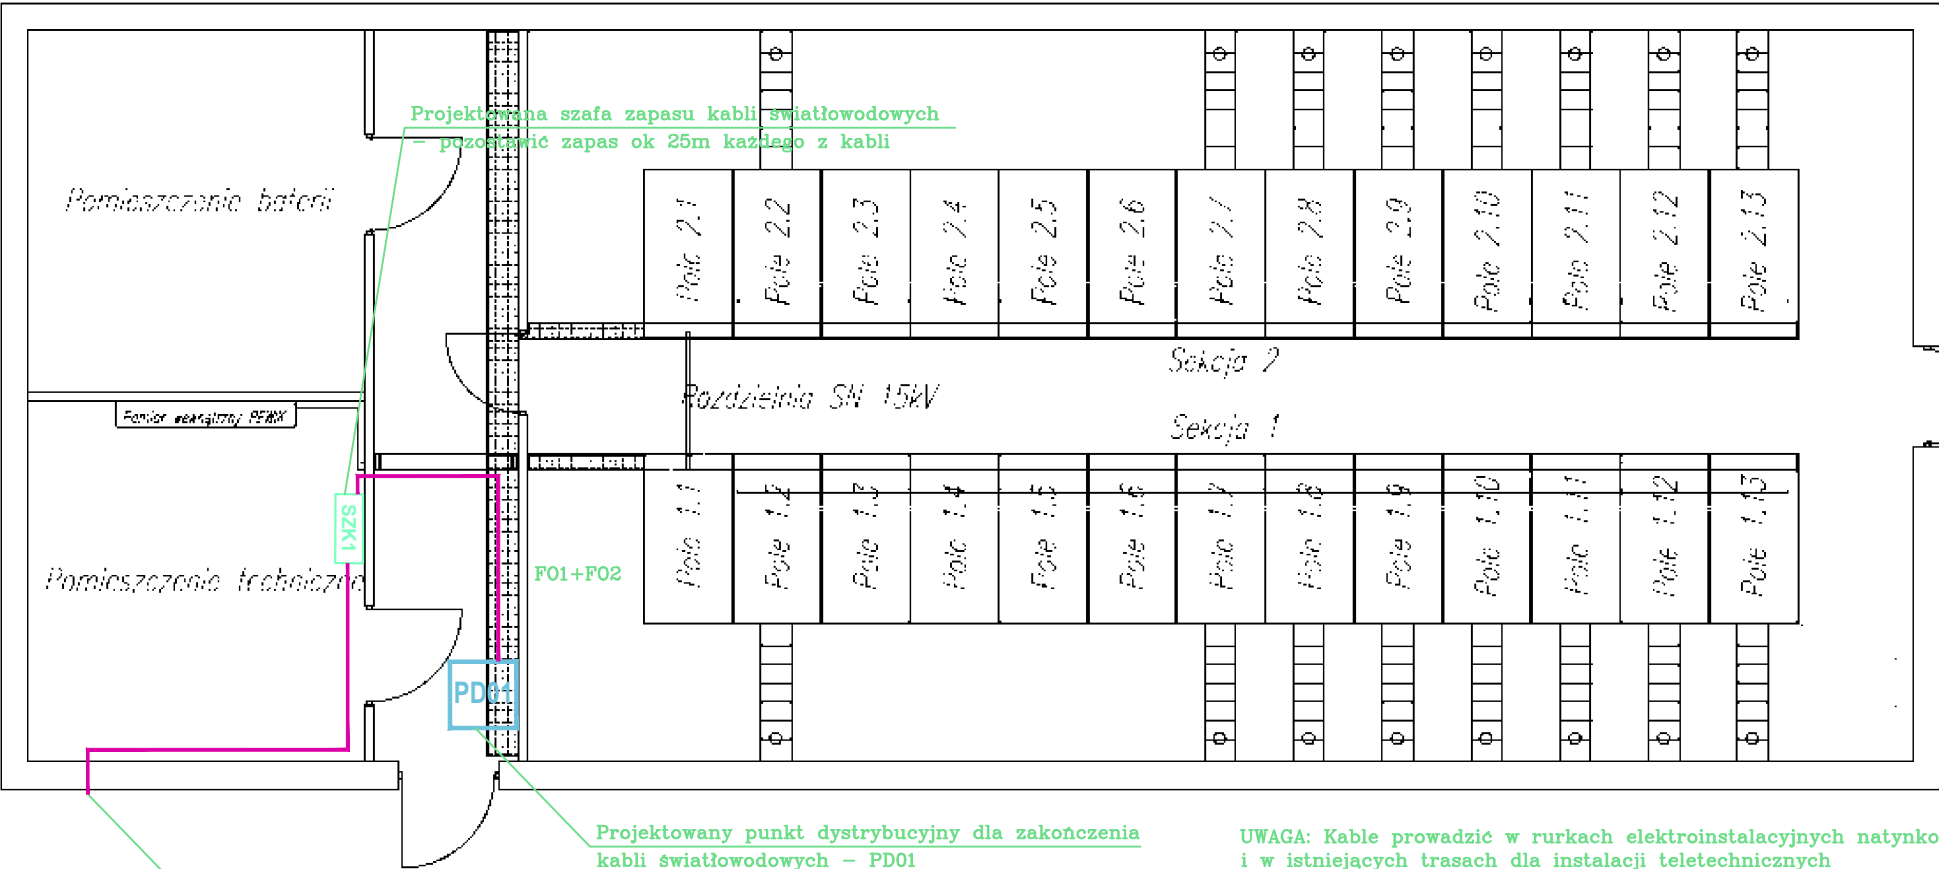 Projektowana szafa zapasu kabli światłowodowych
- pozostawić zapas ok 25m każdego z kabli
Pomieszczenie baterii
Pole 2.1
Pole 2.2
Pole 2.3
Pole 2.4
Pole 2.5
Pole 2.6
Pole 2.7
Pole 2.8
Pole 2.9
Pole 2.10
Pole 2.11
Pole 2.12
Pole 2.13
Sekcja 2
Rozdzielnia SN 15kV
Sekcja 1
Pomiar wewnętrzny
SZK1
Pole 1.1
Pole 1.2
Pole 1.3
Pole 1.4
Pole 1.5
Pole 1.6
Pole 1.7
Pole 1.8
Pole 1.9
Pole 1.10
Pole 1.11
Pole 1.12
Pole 1.13
FO1+FO2
Pomieszczenie techniczne
PD01
Projektowany punkt dystrybucyjny dla zakończenia
kabli światłowodowych - PD01
UWAGA: Kable prowadzić w rurkach elektroinstalacyjnych natynko
i w istniejących trasach dla instalacji teletechnicznych